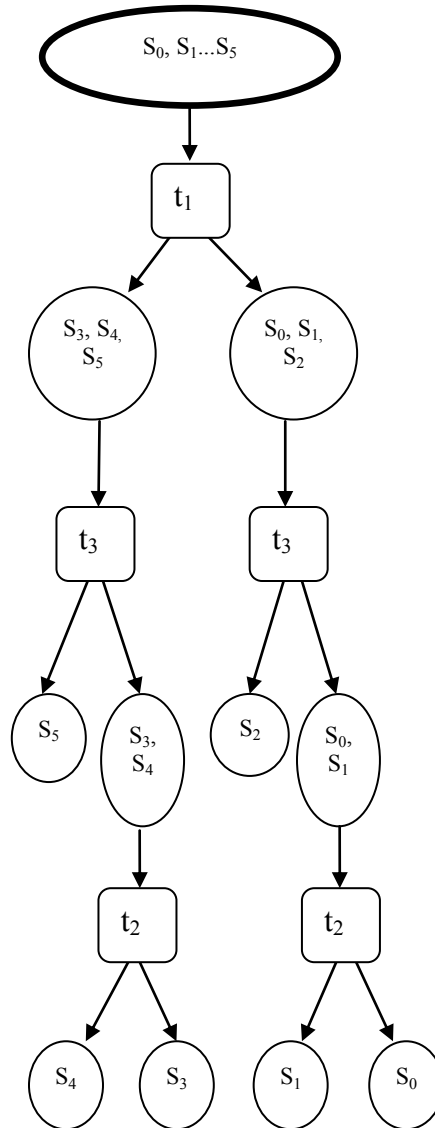 S₀, S₁...S₅
t₁
S₃, S₄,
S₅
S₀, S₁,
S₂
t₃
t₃
S₅
S₃,
S₄
S₂
S₀,
S₁
t₂
t₂
S₄
S₃
S₁
S₀